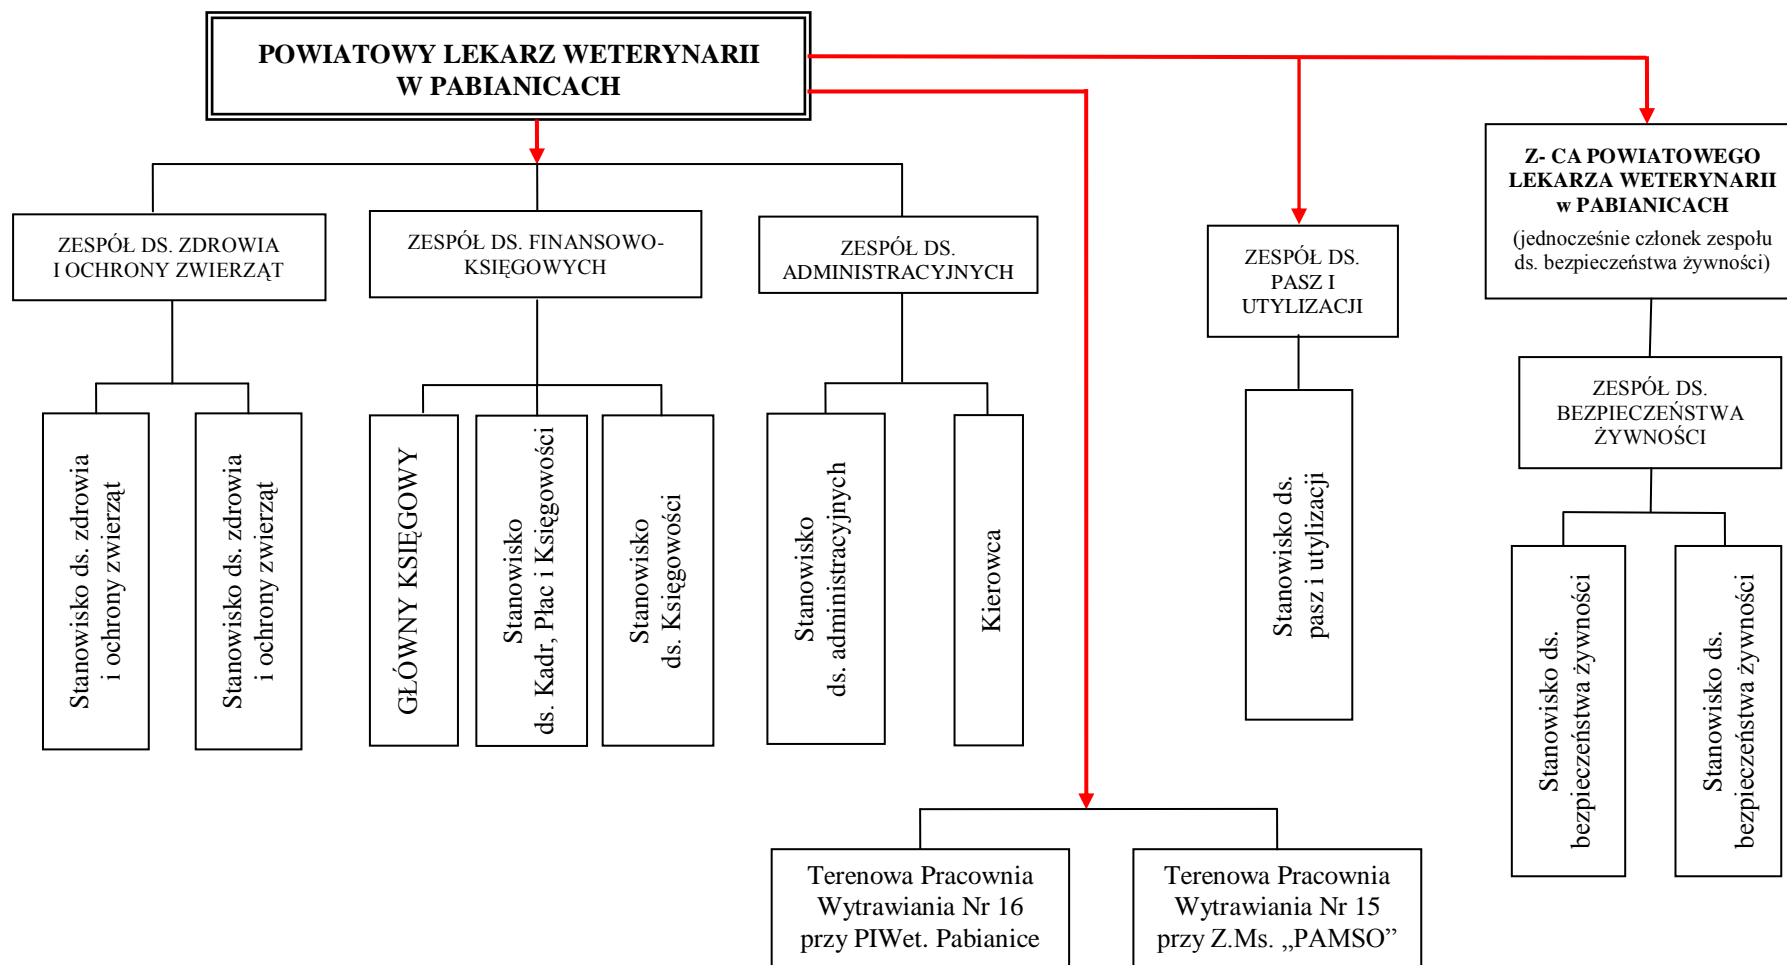 POWIATOWY LEKARZ WETERYNARII
W PABIANICACH
Z- CA POWIATOWEGO
LEKARZA WETERYNARII
w PABIANICACH
(jednocześnie członek zespołu
ds. bezpieczeństwa żywności)
ZESPÓŁ DS. ZDROWIA
I OCHRONY ZWIERZĄT
ZESPÓŁ DS. FINANSOWO-
KSIĘGOWYCH
ZESPÓŁ DS.
ADMINISTRACYJNYCH
ZESPÓŁ DS.
PASZ I
UTYLIZACJI
ZESPÓŁ DS.
BEZPIECZEŃSTWA
ŻYWNOŚCI
Stanowisko ds. zdrowia
i ochrony zwierząt
Stanowisko ds. zdrowia
i ochrony zwierząt
GŁÓWNY KSIĘGOWY
Stanowisko
ds. Kadr, Płac i Księgowości
Stanowisko
ds. Księgowości
Stanowisko
ds. administracyjnych
Kierowca
Stanowisko ds.
pasz i utylizacji
Stanowisko ds.
bezpieczeństwa żywności
Stanowisko ds.
bezpieczeństwa żywności
Terenowa Pracownia
Wytrawiania Nr 16
przy PIWet. Pabianice
Terenowa Pracownia
Wytrawiania Nr 15
przy Z.Ms. „PAMSO”